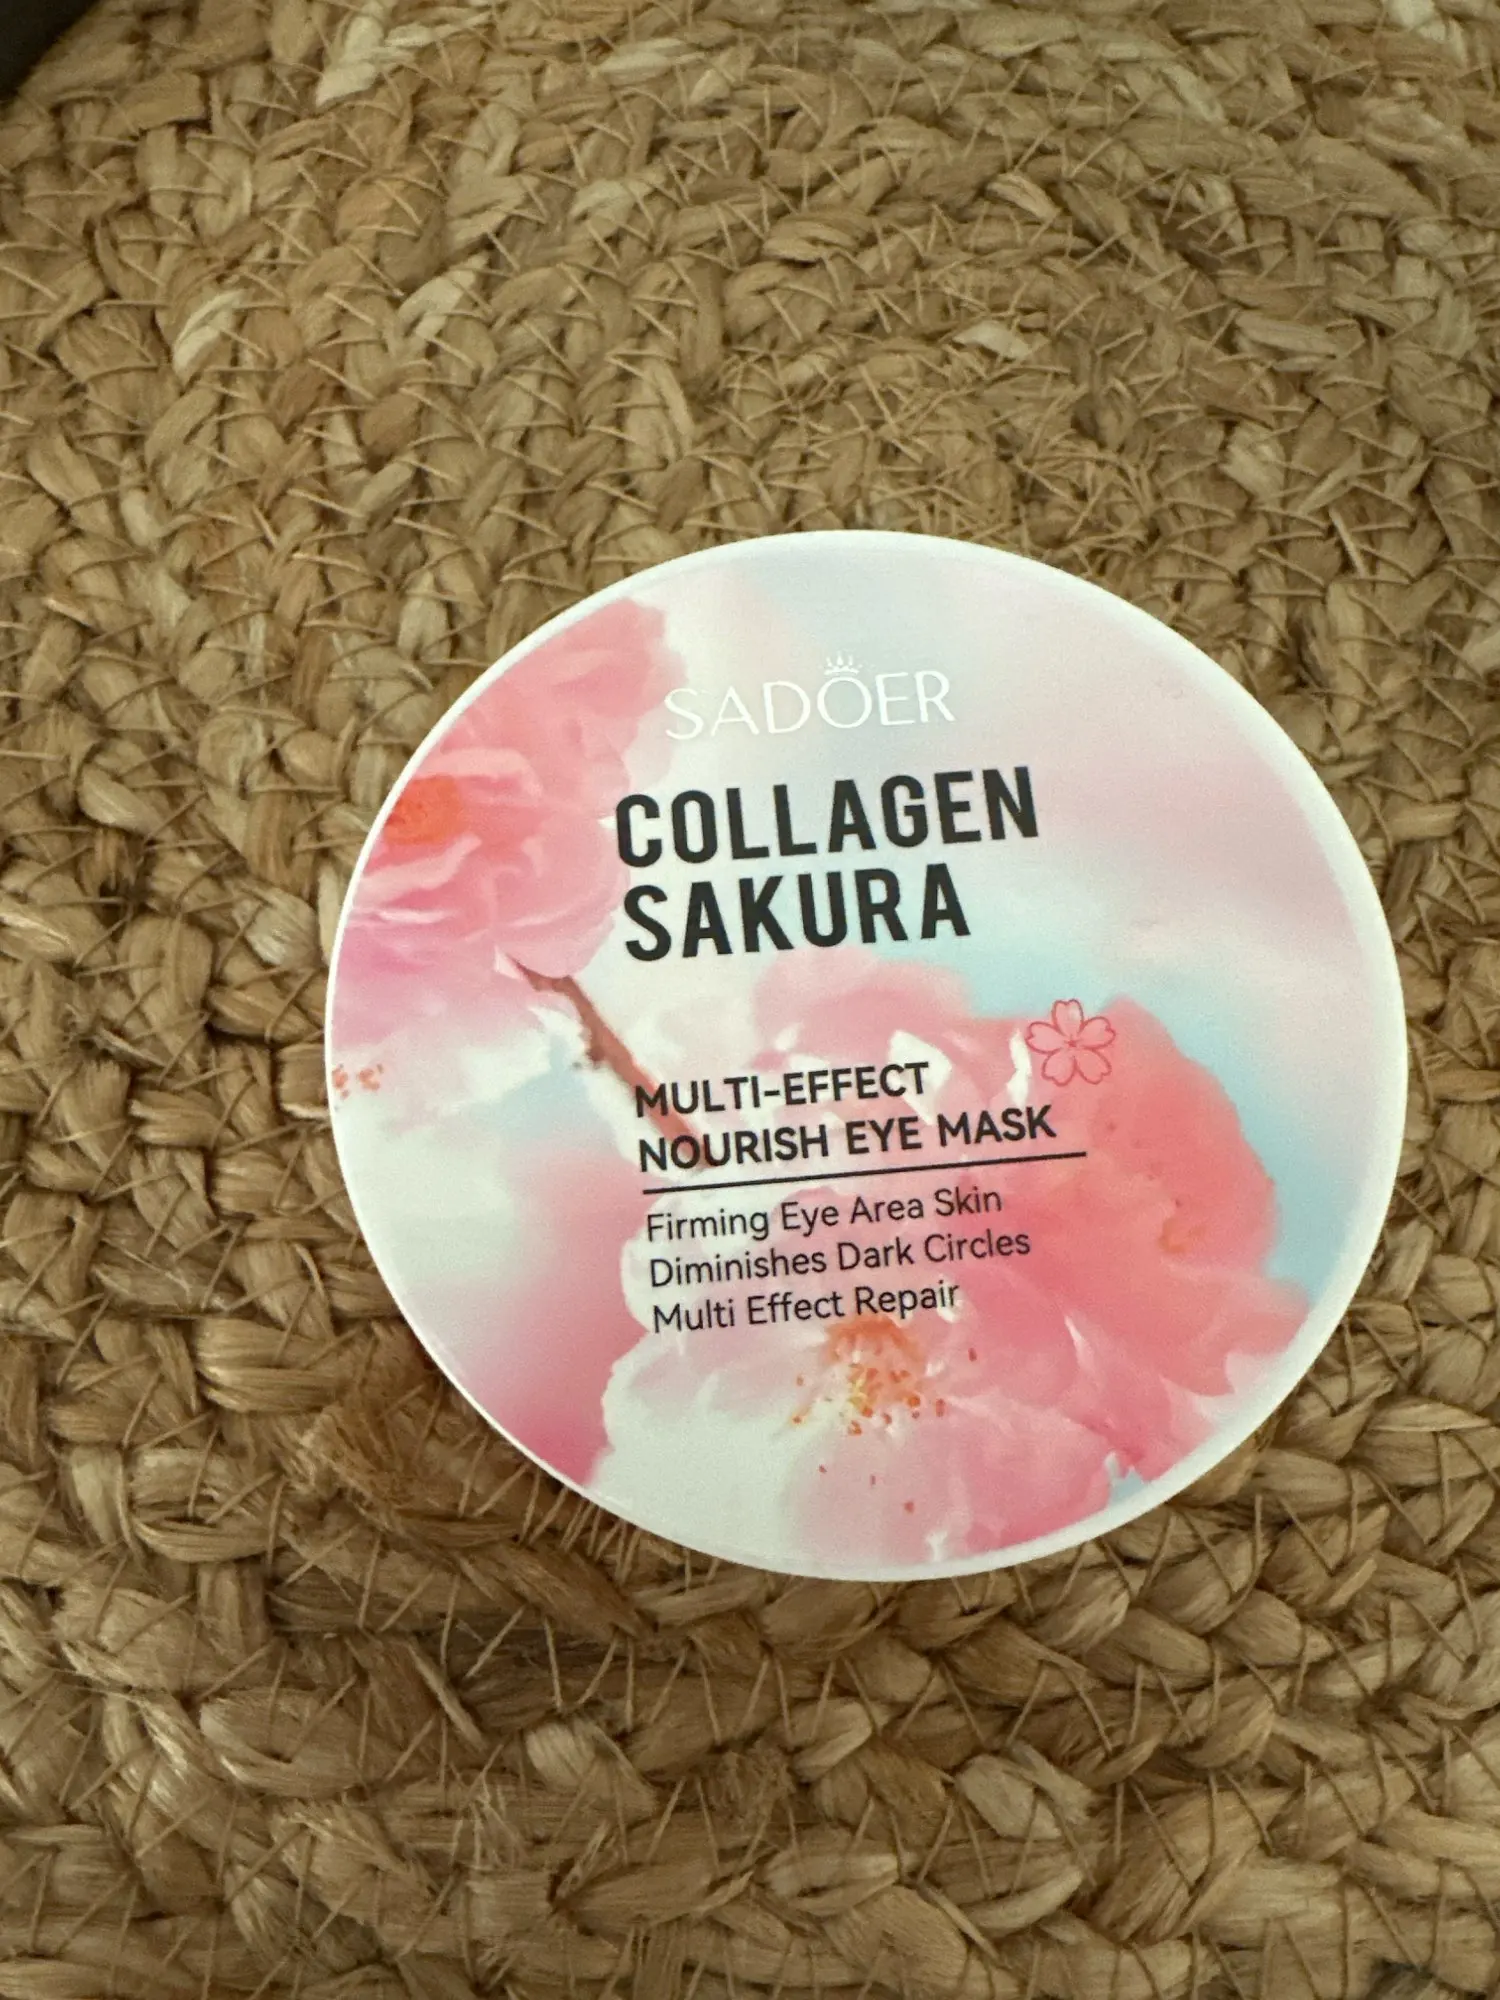 SADOER
COLLAGEN
SAKURA
MULTI-EFFECT
NOURISH EYE MASK
Firming Eye Area Skin
Diminishes Dark Circles
Multi Effect Repair